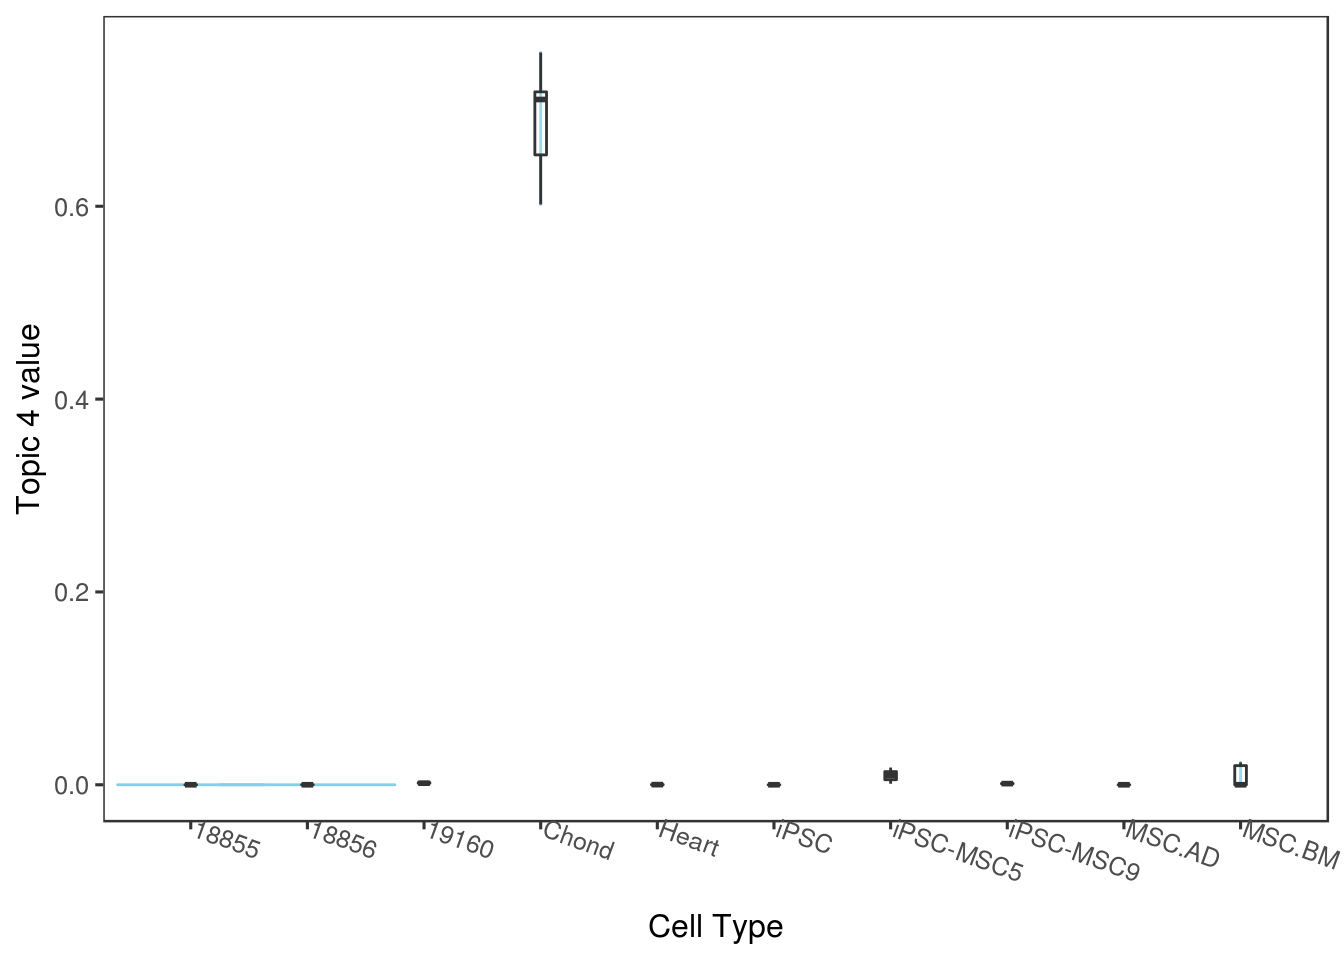 Topic 4 value
0.6
0.4
0.2
0.0
18855
18856
19160
Chond
Heart
iPSC
iPSC-MSC5
iPSC-MSC9
MSC.AD
MSC.BM
Cell Type